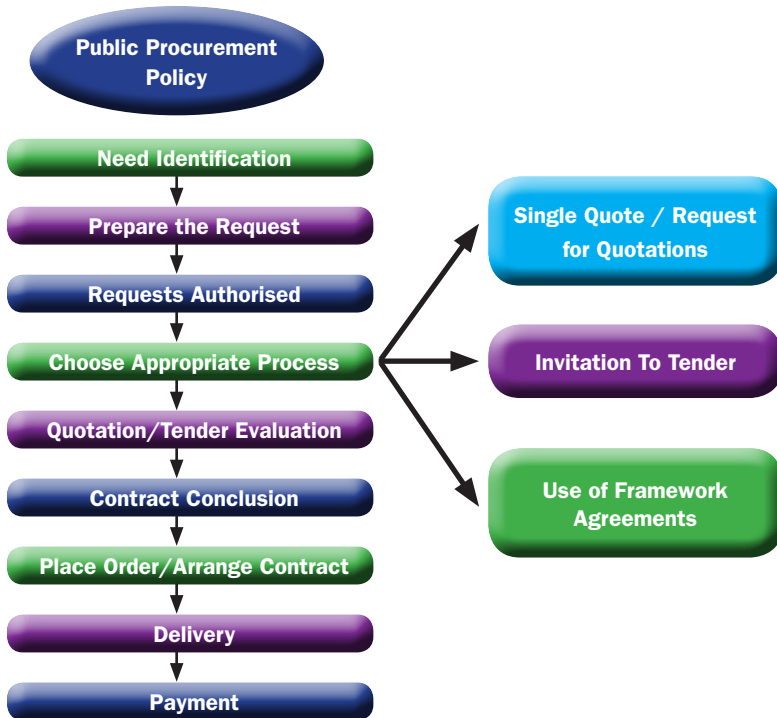 Public Procurement
Policy
Need Identification
Prepare the Request
Requests Authorised
Choose Appropriate Process
Quotation/Tender Evaluation
Contract Conclusion
Place Order/Arrange Contract
Delivery
Payment
Single Quote / Request
for Quotations
Invitation To Tender
Use of Framework
Agreements